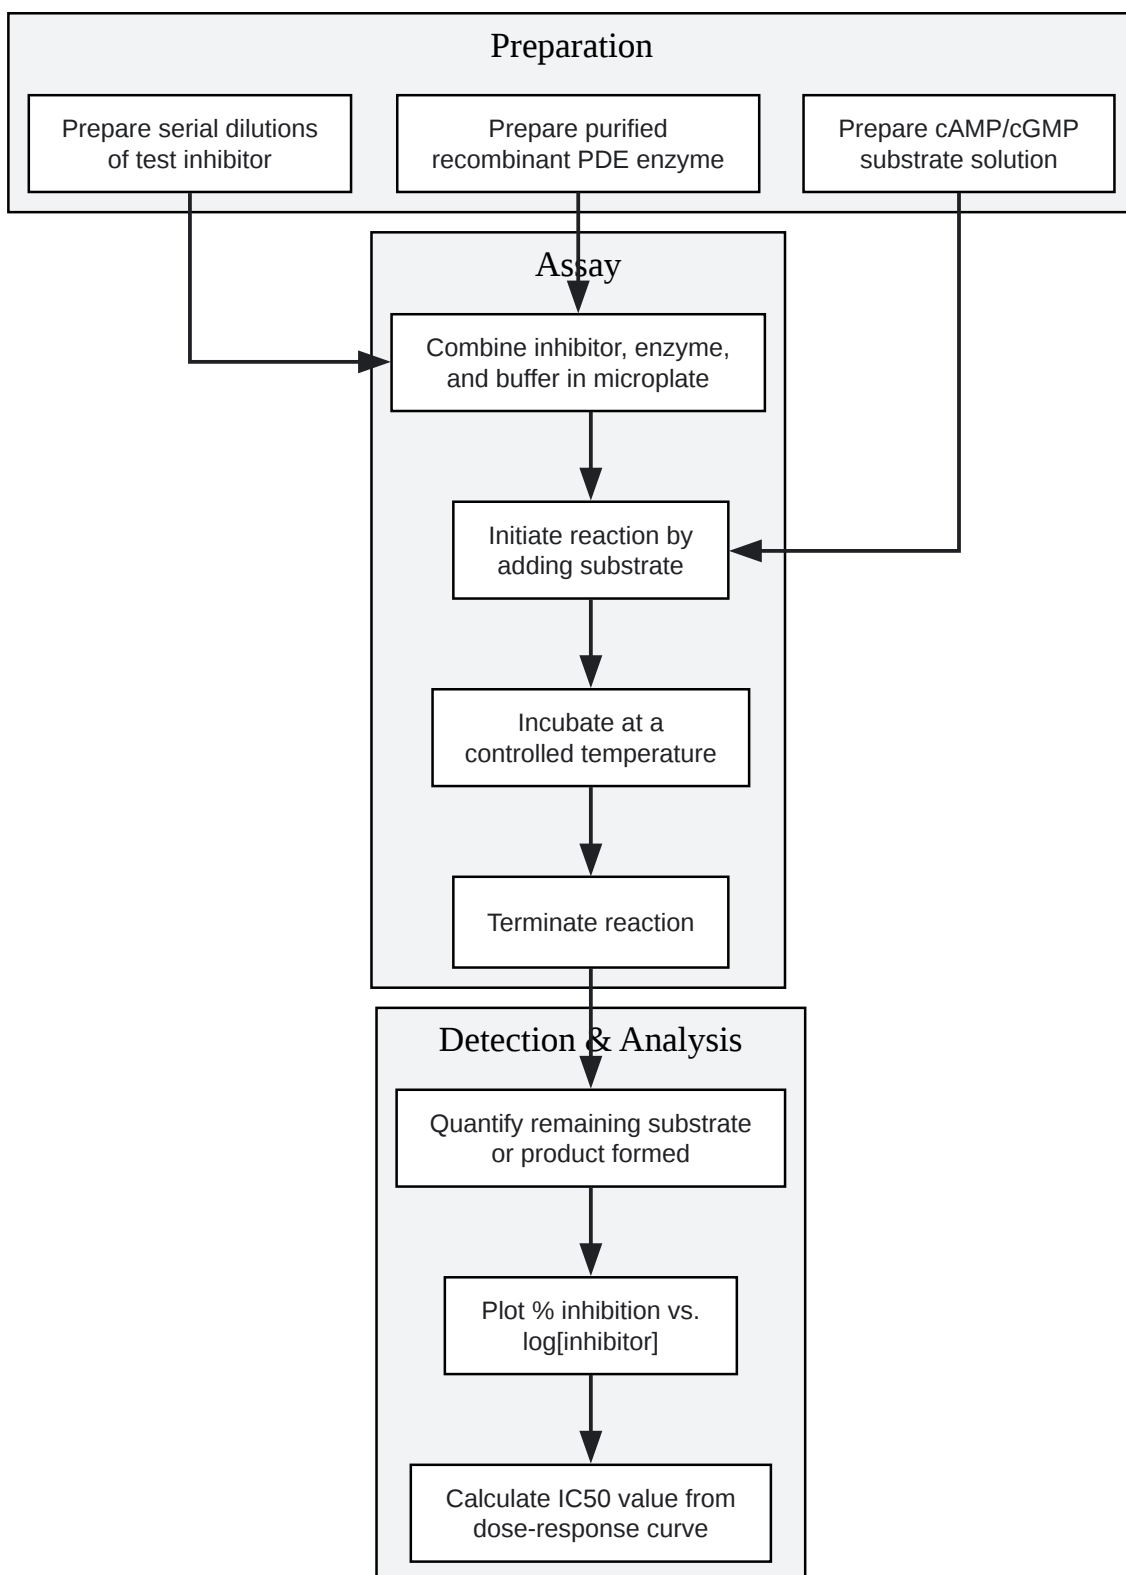 Preparation
Prepare serial dilutions
of test inhibitor
Prepare purified
recombinant PDE enzyme
Prepare cAMP/cGMP
substrate solution
Assay
Combine inhibitor, enzyme,
and buffer in microplate
Initiate reaction by
adding substrate
Incubate at a
controlled temperature
Terminate reaction
Detection & Analysis
Quantify remaining substrate
or product formed
Plot % inhibition vs.
log[inhibitor]
Calculate IC50 value from
dose-response curve